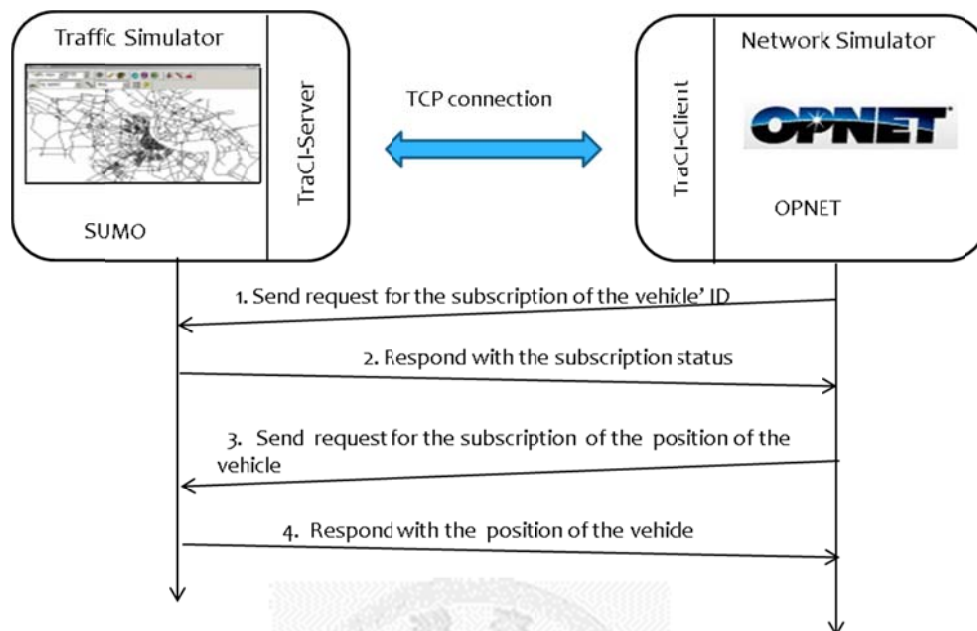 Traffic Simulator
Network Simulator
TraCI-Server
TCP connection
TraCI-Client
OPNET
SUMO
OPNET
1. Send request for the subscription of the vehicle' ID
2. Respond with the subscription status
3. Send request for the subscription of the position of the
vehicle
4. Respond with the position of the vehide